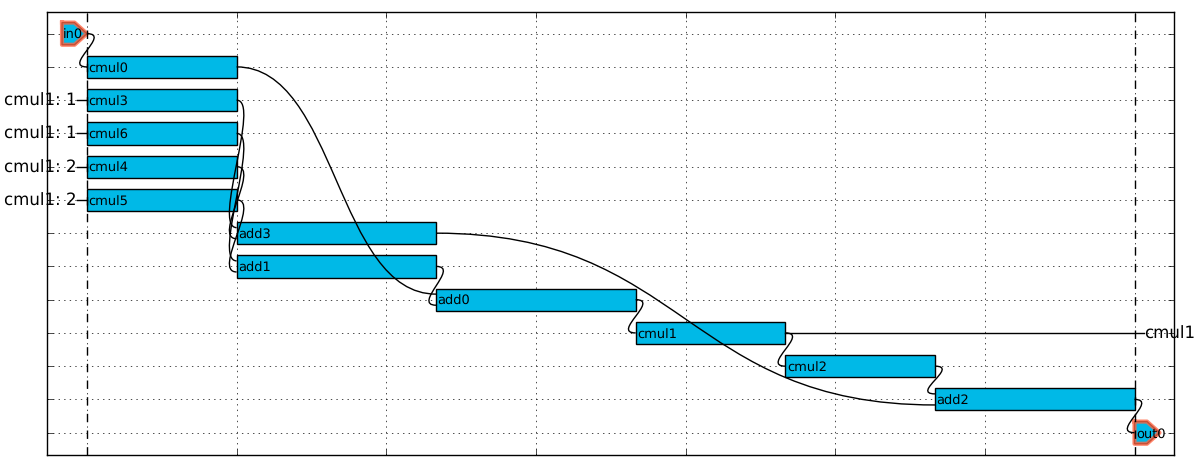 in0
cmul0
cmul1: 1 cmul3
cmul1: 1 cmul6
cmul1: 2 cmul4
cmul1: 2 cmul5
add3
add1
add0
cmul1 cmul1
cmul2
add2
out0